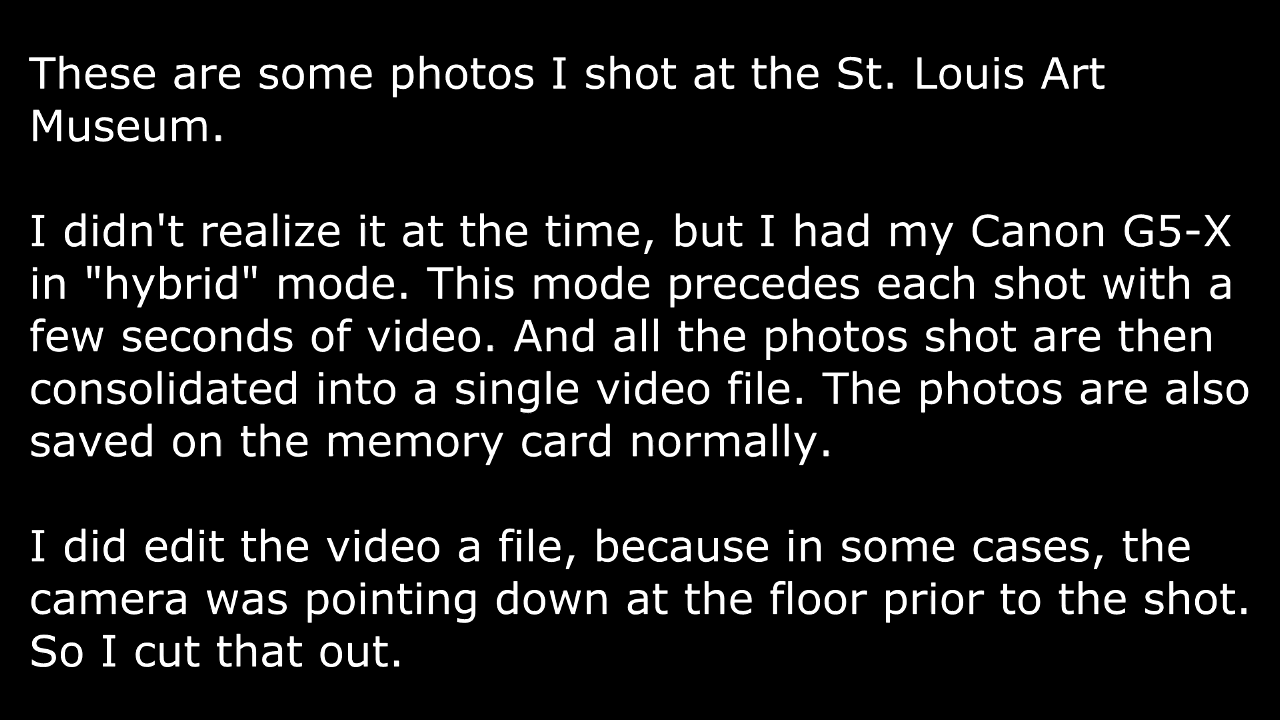 These are some photos I shot at the St. Louis Art
Museum.
I didn't realize it at the time, but I had my Canon G5-X
in "hybrid" mode. This mode precedes each shot with a
few seconds of video. And all the photos shot are then
consolidated into a single video file. The photos are also
saved on the memory card normally.
I did edit the video a file, because in some cases, the
camera was pointing down at the floor prior to the shot.
So I cut that out.